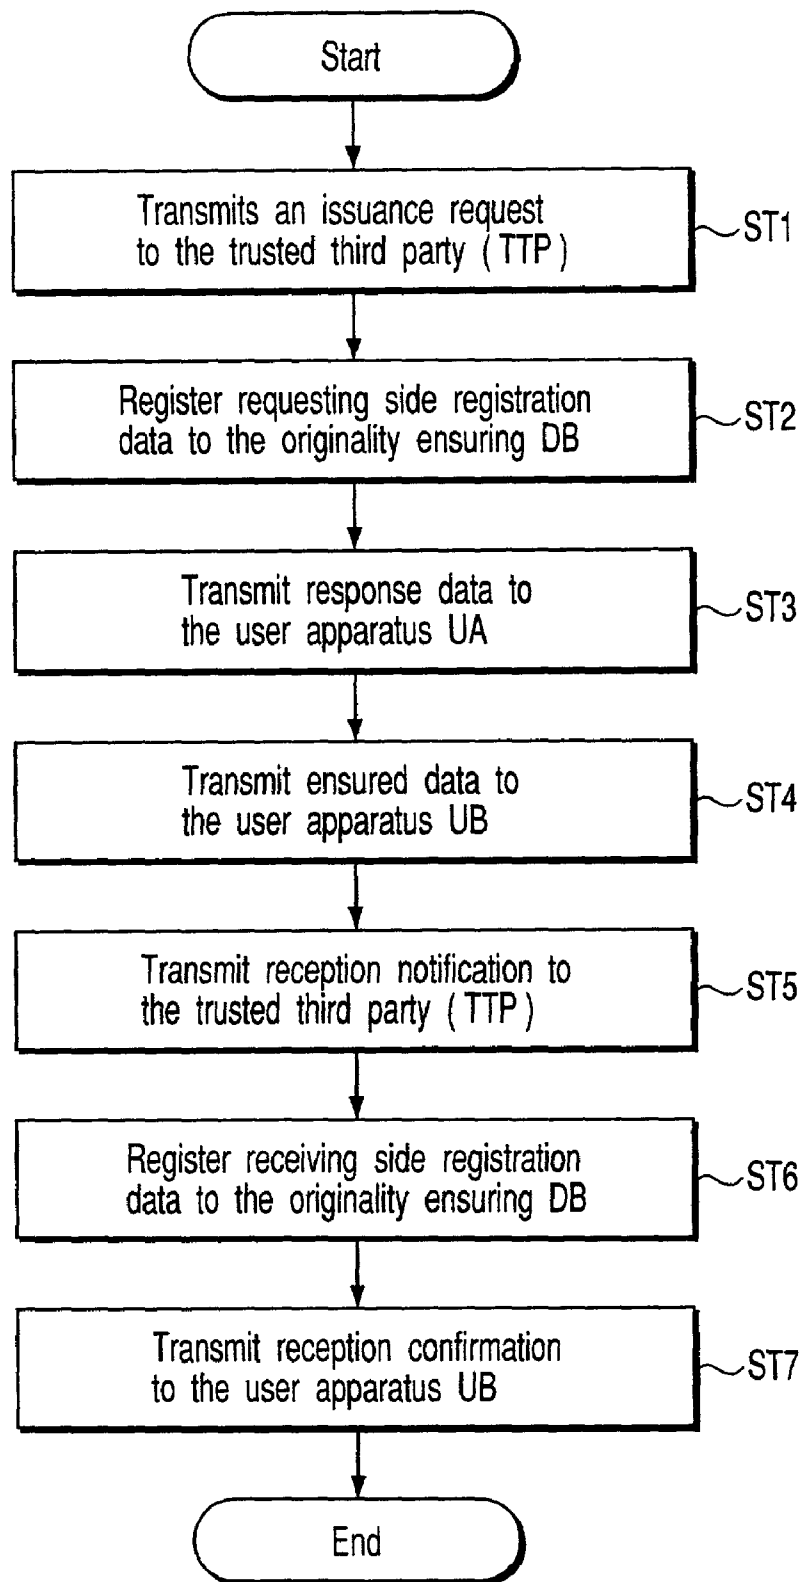 Start
Transmits an issuance request
to the trusted third party (TTP)
ST1
Register requesting side registration
data to the originality ensuring DB
ST2
Transmit response data to
the user apparatus UA
ST3
Transmit ensured data to
the user apparatus UB
ST4
Transmit reception notification to
the trusted third party (TTP)
ST5
Register receiving side registration
data to the originality ensuring DB
ST6
Transmit reception confirmation
to the user apparatus UB
ST7
End